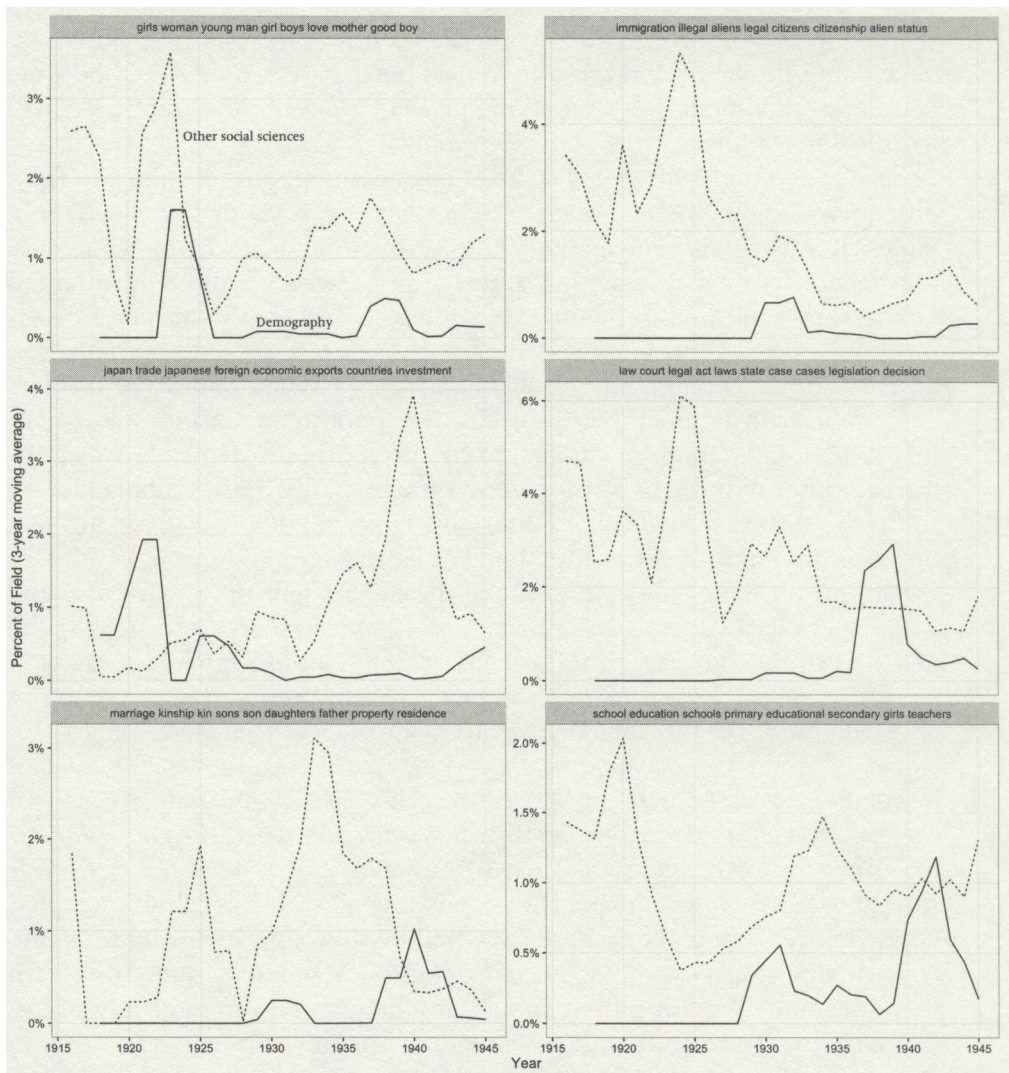 girls woman young man girl boys love mother good boy
3%
2%
1%
0%
Other social sciences
Demography
immigration illegal aliens legal citizens citizenship alien status
4%
2%
0%
japan trade japanese foreign economic exports countries investment
4%
3%
2%
1%
0%
law court legal act laws state case cases legislation decision
6%
4%
2%
0%
Percent of Field (3-year moving average)
marriage kinship kin sons son daughters father property residence
3%
2%
1%
0%
1915 1920 1925 1930 1935 1940 1945
school education schools primary educational secondary girls teachers
2.0%
1.5%
1.0%
0.5%
0.0%
1915 1920 1925 1930 1935 1940 1945
Year